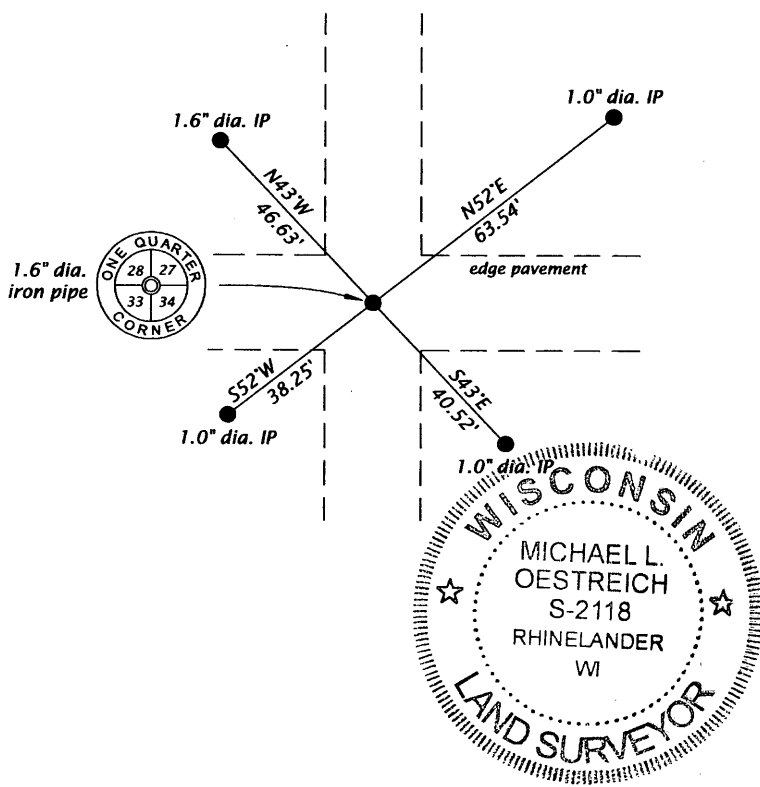 1.6" dia. IP
1.0" dia. IP
N43°W
46.63'
N52°E
63.54'
ONE QUARTER
28 27
33 34
CORNER
1.6" dia.
iron pipe
edge pavement
S52°W
38.25'
S43°E
40.52'
1.0" dia. IP
1.0" dia. IP
WISCONSIN
MICHAEL L.
OESTREICH
S-2118
RHINELANDER
WI
LAND SURVEYOR